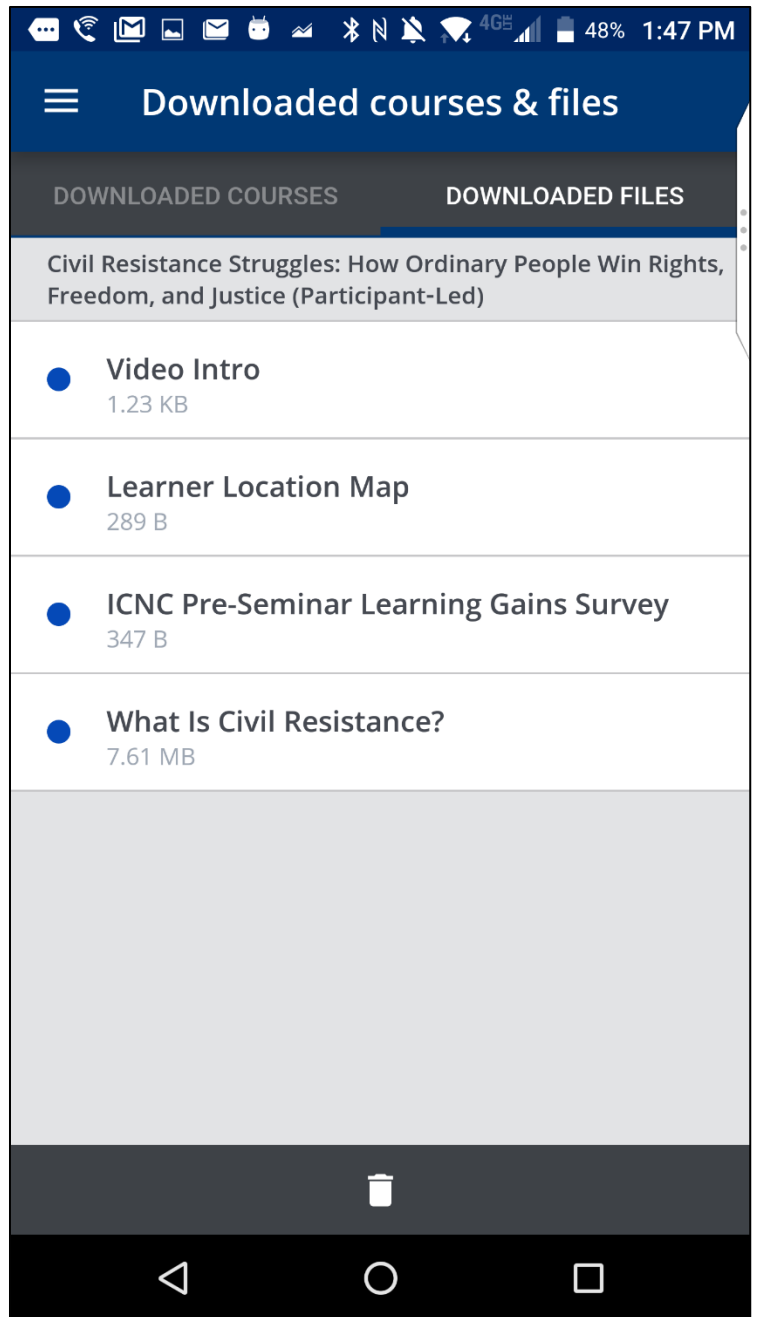 4G 48% 1:47 PM
Downloaded courses & files
DOWNLOADED COURSES DOWNLOADED FILES
Civil Resistance Struggles: How Ordinary People Win Rights,
Freedom, and Justice (Participant-Led)
Video Intro
1.23 KB
Learner Location Map
289 B
ICNC Pre-Seminar Learning Gains Survey
347 B
What Is Civil Resistance?
7.61 MB